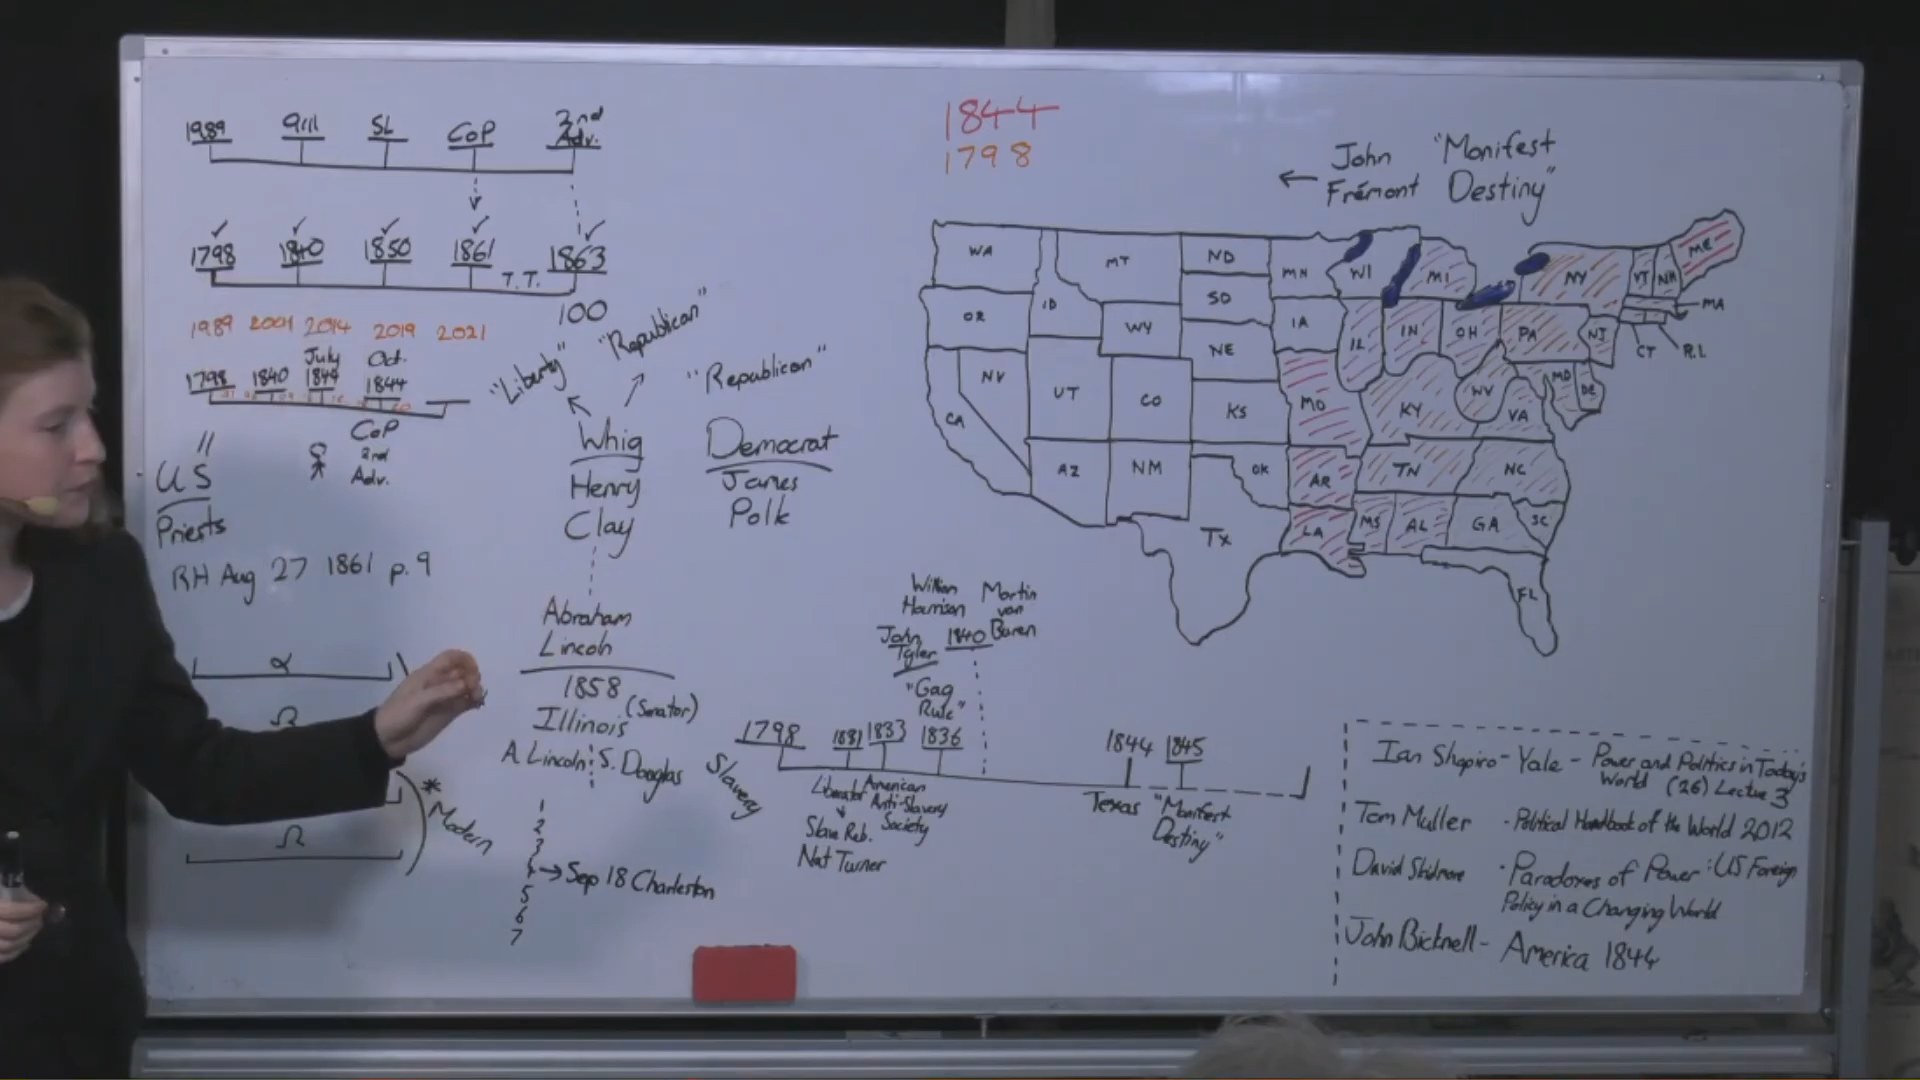 1989 9/11 SL CoP 2nd Adv.
1798 1840 1850 1861 1863
T.T.
100
1989 2001 2014 2019 2021
1798 1840 July 1844 Oct. 1844
CoP
2nd
Adv.
US
Priests
RH Aug 27 1861 p. 9
α
Ω
Ω
* Modern
"Liberty" "Republican"
"Republican"
Whig
Henry
Clay
Democrat
James
Polk
Abraham
Lincoln
1858
(Senator)
Illinois
A. Lincoln S. Douglas
1
2
3
4 → Sep 18 Charleston
5
6
7
1844
1798
← John Frémont
"Monifest
Destiny"
WA MT ND MN WI MI NY VT NH ME
OR ID WY SD IA IL IN OH PA NJ MA
CT R.I.
NV UT CO NE KS MO KY WV VA MD DE
CA AZ NM OK AR TN NC
TX LA MS AL GA SC
FL
William
Harrison
Martin
van
Buren
John
Tyler
1840
"Gag
Rule"
Slavery
1798 1831 1833 1836 1844 1845
Liberator
Slave Reb.
Nat Turner
American
Anti-Slavery
Society
Texas
"Manifest
Destiny"
Ian Shapiro - Yale - Power and Politics in Today's
World (26) Lecture 3
Tom Muller - Political Handbook of the World 2012
David Skidmore · Paradoxes of Power: US Foreign
Policy in a Changing World
John Bicknell - America 1844